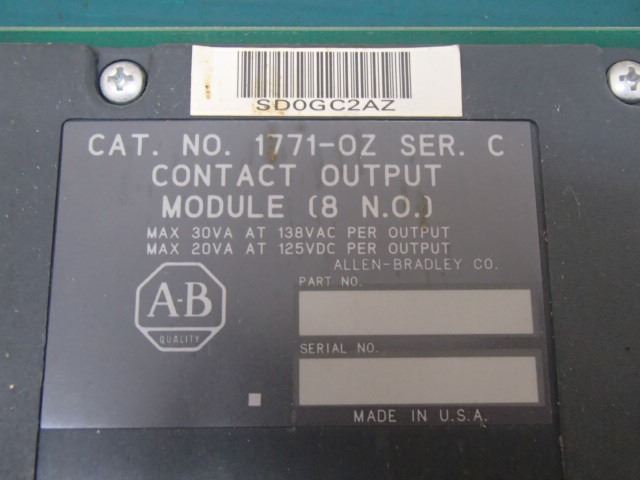 SD0GC2AZ
CAT. NO. 1771-OZ SER. C
CONTACT OUTPUT
MODULE (8 N.O.)
MAX 30VA AT 138VAC PER OUTPUT
MAX 20VA AT 125VDC PER OUTPUT
ALLEN-BRADLEY CO.
PART NO.
A-B
QUALITY
SERIAL NO.
MADE IN U.S.A.